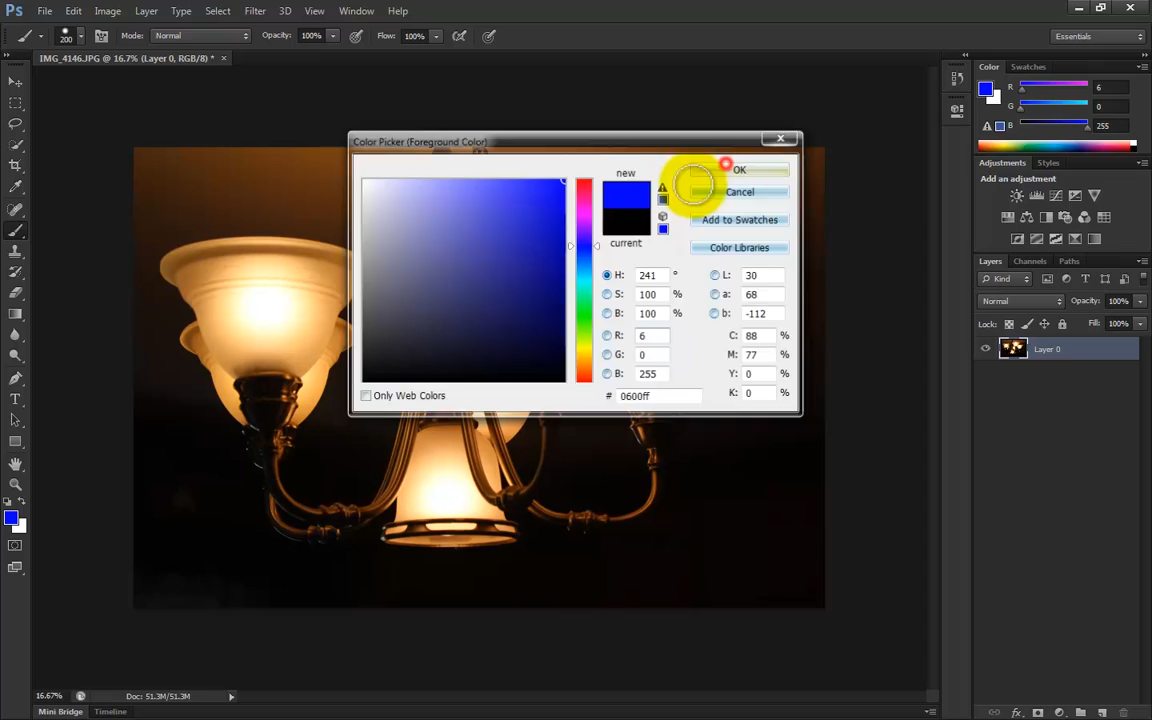 Ps File Edit Image Layer Type Select Filter 3D View Window Help
200 Mode: Normal Opacity: 100% Flow: 100% Essentials
IMG_4146.JPG @ 16.7% (Layer 0, RGB/8) * ×
Color Swatches
R 6
G 0
B 255
Color Picker (Foreground Color)
new
current
OK
Cancel
Add to Swatches
Color Libraries
H: 241 °
S: 100 %
B: 100 %
R: 6
G: 0
B: 255
# 0600ff
L: 30
a: 68
b: -112
C: 88 %
M: 77 %
Y: 0 %
K: 0 %
Only Web Colors
Adjustments Styles
Add an adjustment
Layers Channels Paths
Kind
Normal Opacity: 100%
Lock: Fill: 100%
Layer 0
16.67% Doc: 51.3M/51.3M
Mini Bridge Timeline